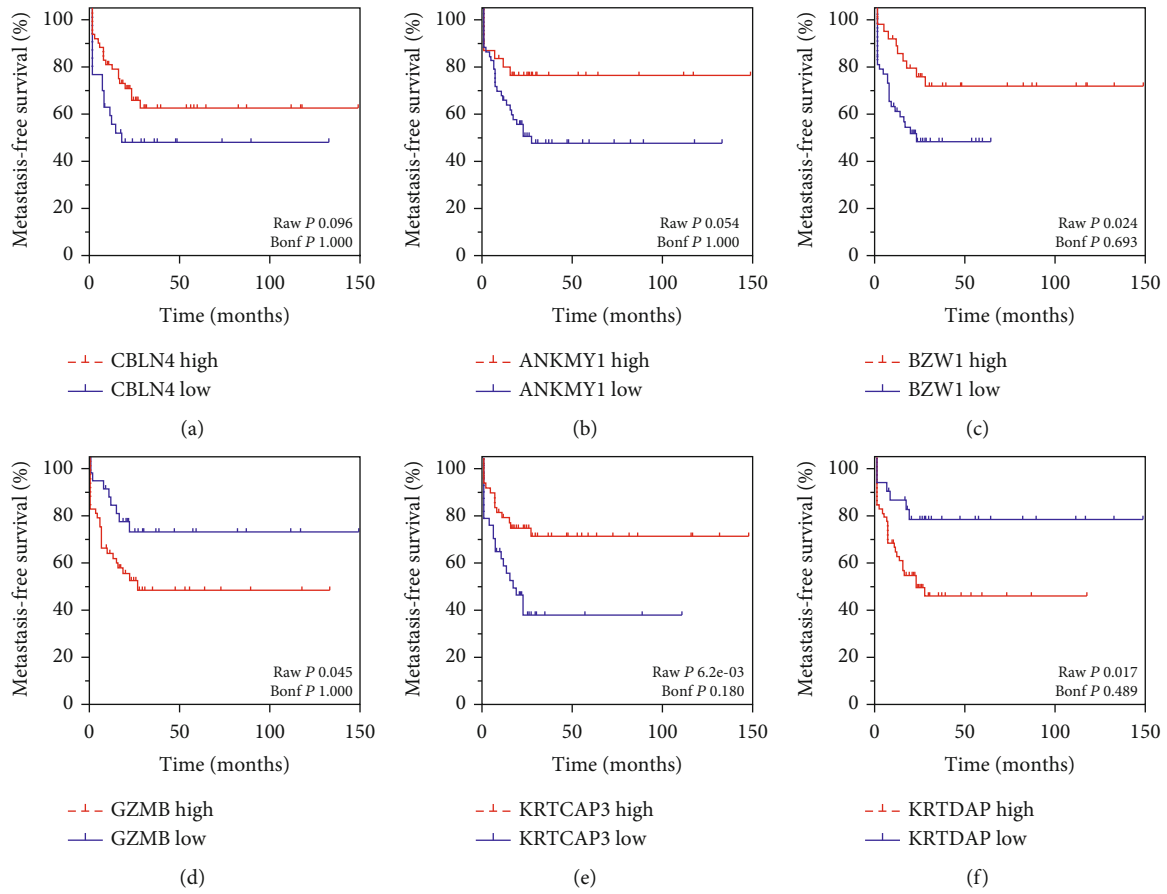 Metastasis-free survival (%)
100
80
60
40
20
0
Raw P 0.096
Bonf P 1.000
0 50 100 150
Time (months)
CBLN4 high
CBLN4 low
(a)
Metastasis-free survival (%)
100
80
60
40
20
0
Raw P 0.054
Bonf P 1.000
0 50 100 150
Time (months)
ANKMY1 high
ANKMY1 low
(b)
Metastasis-free survival (%)
100
80
60
40
20
0
Raw P 0.024
Bonf P 0.693
0 50 100 150
Time (months)
BZW1 high
BZW1 low
(c)
Metastasis-free survival (%)
100
80
60
40
20
0
Raw P 0.045
Bonf P 1.000
0 50 100 150
Time (months)
GZMB high
GZMB low
(d)
Metastasis-free survival (%)
100
80
60
40
20
0
Raw P 6.2e-03
Bonf P 0.180
0 50 100 150
Time (months)
KRTCAP3 high
KRTCAP3 low
(e)
Metastasis-free survival (%)
100
80
60
40
20
0
Raw P 0.017
Bonf P 0.489
0 50 100 150
Time (months)
KRTDAP high
KRTDAP low
(f)